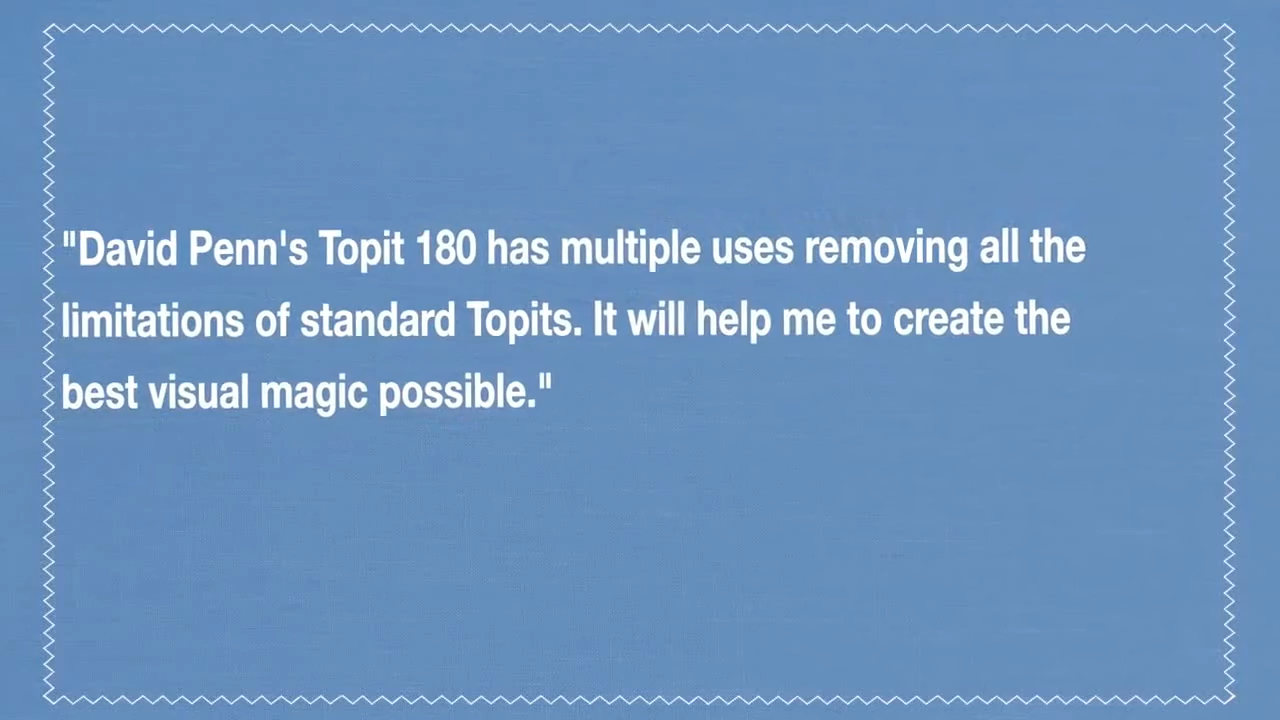 "David Penn's Topit 180 has multiple uses removing all the
limitations of standard Topits. It will help me to create the
best visual magic possible."